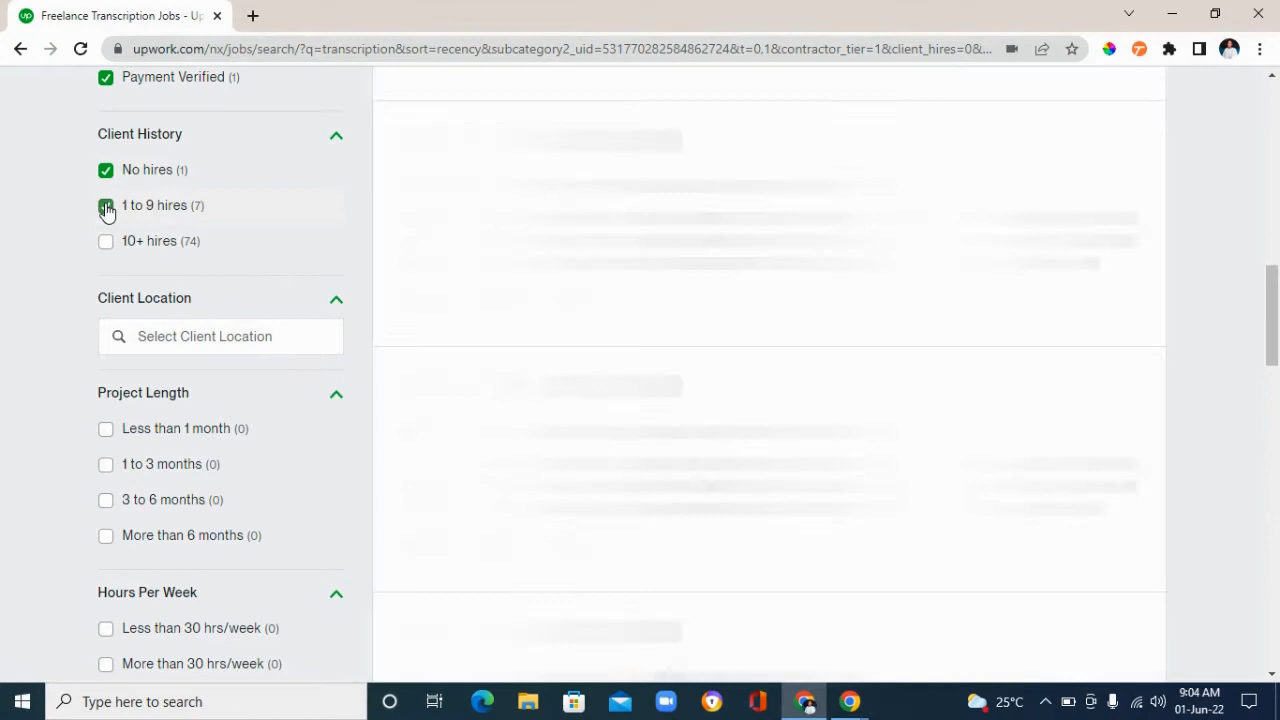 Freelance Transcription Jobs - Up
upwork.com/nx/jobs/search/?q=transcription&sort=recency&subcategory2_uid=531770282584862724&t=0,1&contractor_tier=1&client_hires=0&...
Payment Verified (1)
Client History
No hires (1)
1 to 9 hires (7)
10+ hires (74)
Client Location
Select Client Location
Project Length
Less than 1 month (0)
1 to 3 months (0)
3 to 6 months (0)
More than 6 months (0)
Hours Per Week
Less than 30 hrs/week (0)
More than 30 hrs/week (0)
Type here to search
25°C
9:04 AM
01-Jun-22